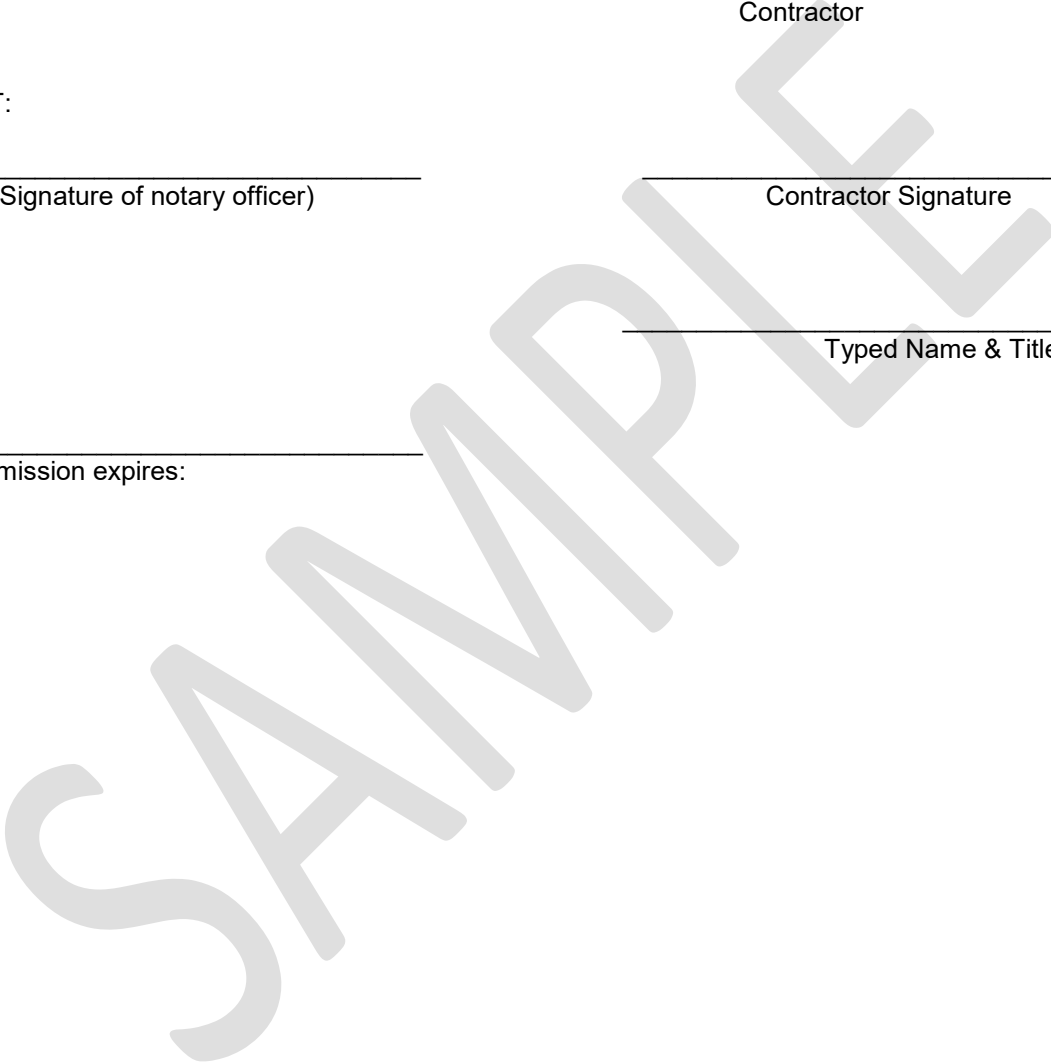 Contractor
T:
Signature of notary officer)
Contractor Signature
Typed Name & Title
mission expires:
SAMPLE